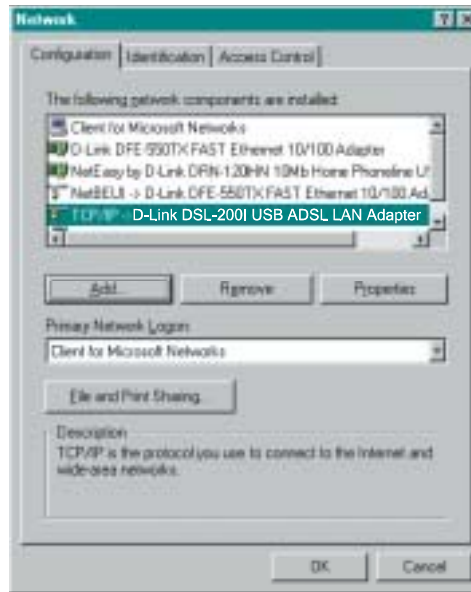 Network
Configuration Identification Access Control
The following network components are installed:
Client for Microsoft Networks
D-Link DFE-550TX FAST Ethernet 10/100 Adapter
NetEasy by D-Link DFN-120HN 10Mb Home Phoneline
NetBEUI -> D-Link DFE-550TX FAST Ethernet 10/100 Ad
TCP/IP -> D-Link DSL-200I USB ADSL LAN Adapter
Add... Remove Properties
Primary Network Logon:
Client for Microsoft Networks
File and Print Sharing...
Description
TCP/IP is the protocol you use to connect to the Internet and
wide-area networks.
OK Cancel